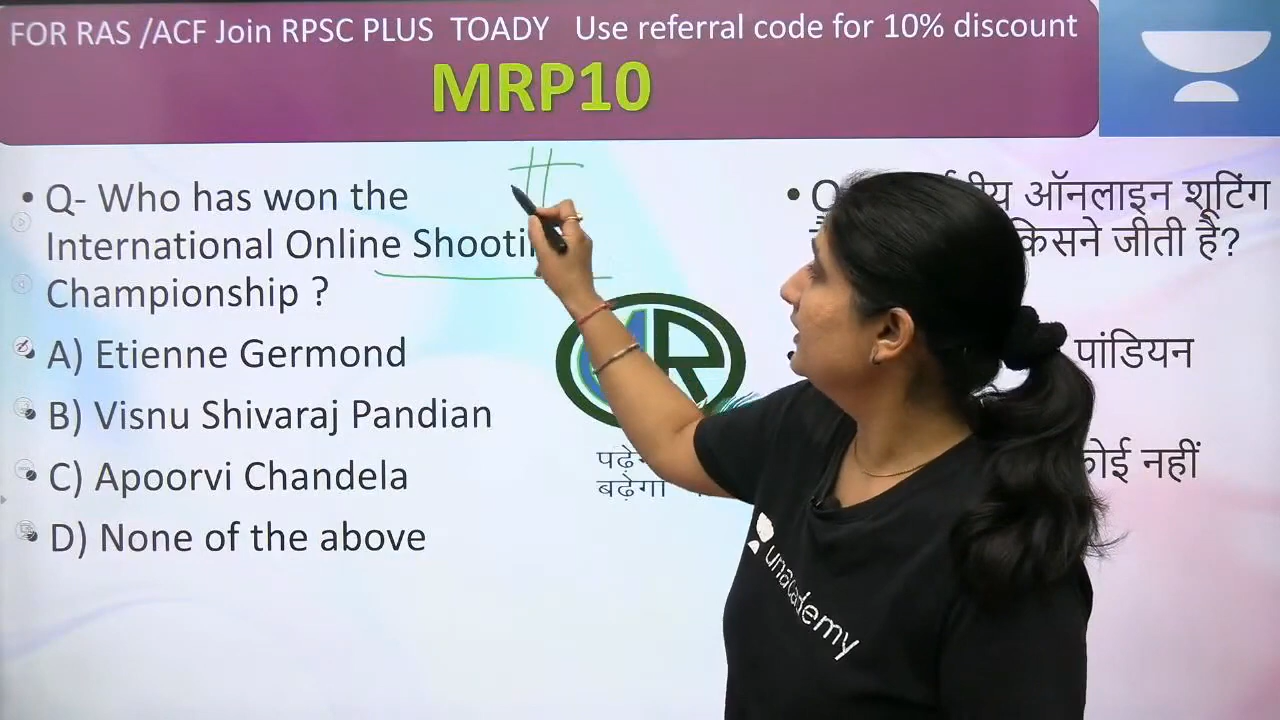 FOR RAS /ACF Join RPSC PLUS  TOADY   Use referral code for 10% discount
MRP10
• Q- Who has won the
International Online
Championship ?
A) Etienne Germond
B) Visnu Shivaraj Pandian
C) Apoorvi Chandela
D) None of the above
ऑनलाइन शूटिंग
किसने जीती है?
पांडियन
नहीं
बढ़ेगा
unacademy